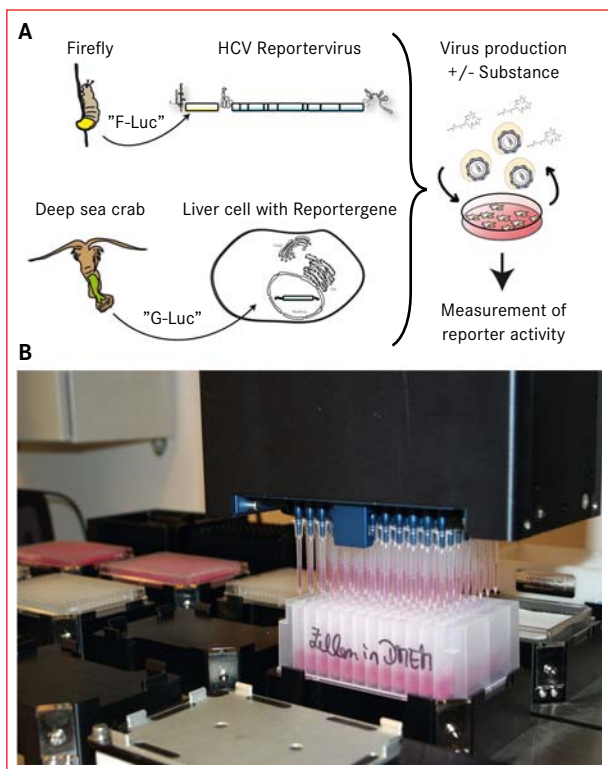 A
Firefly
HCV Reportervirus
"F-Luc"
Deep sea crab
Liver cell with Reportergene
"G-Luc"
Virus production
+/- Substance
Measurement of
reporter activity
B
Zellen in DMEM